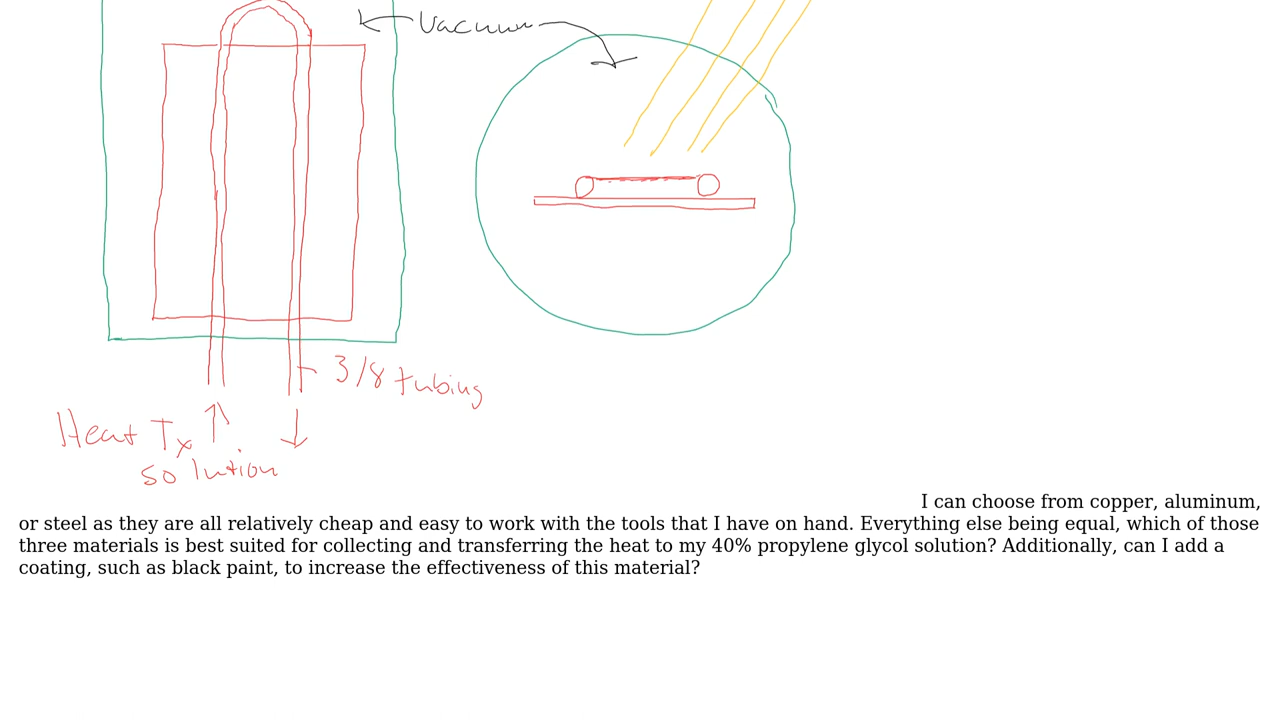 Vacuum
3/8 tubing
Heat Tx
solution
I can choose from copper, aluminum,
or steel as they are all relatively cheap and easy to work with the tools that I have on hand. Everything else being equal, which of those
three materials is best suited for collecting and transferring the heat to my 40% propylene glycol solution? Additionally, can I add a
coating, such as black paint, to increase the effectiveness of this material?